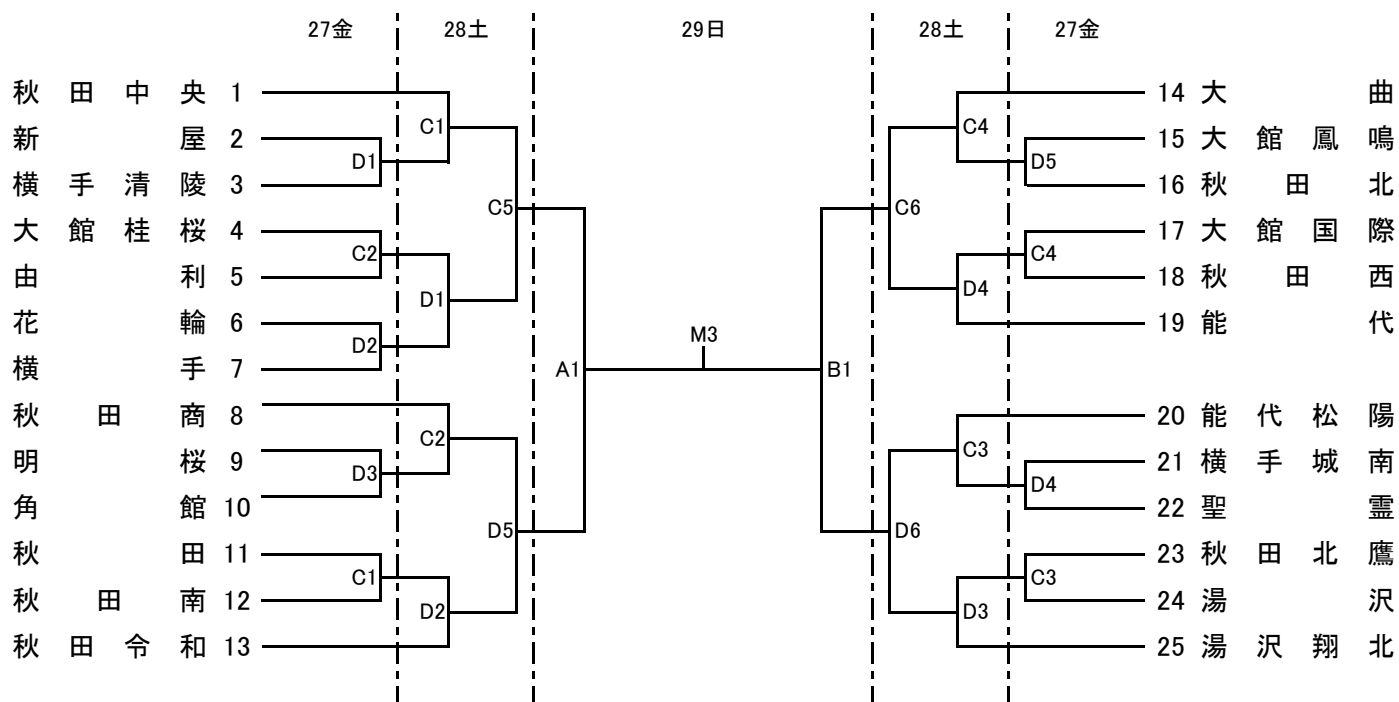 27金 28土 29日 28土 27金
秋田中央 1 14 大曲
C1 C4
新屋 2 15 大館鳳鳴
D1 D5
横手清陵 3 16 秋田北
C5 C6
大館桂桜 4 17 大館国際
C2 C4
由利 5 18 秋田西
D1 D4
花輪 6 19 能代
D2 M3
横手 7
A1 B1
秋田商 8 20 能代松陽
C2 C3
明桜 9 21 横手城南
D3 D4
角館 10 22 聖霊
D5 D6
秋田 11 23 秋田北鷹
C1 C3
秋田南 12 24 湯沢
D2 D3
秋田令和 13 25 湯沢翔北